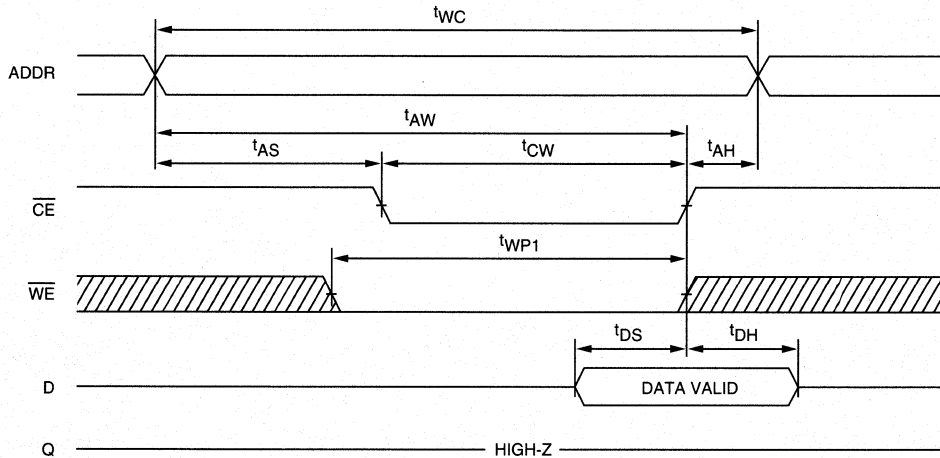 tWC
ADDR
tAW
tAS tCW tAH
CE
tWP1
WE
tDS tDH
D DATA VALID
Q HIGH-Z